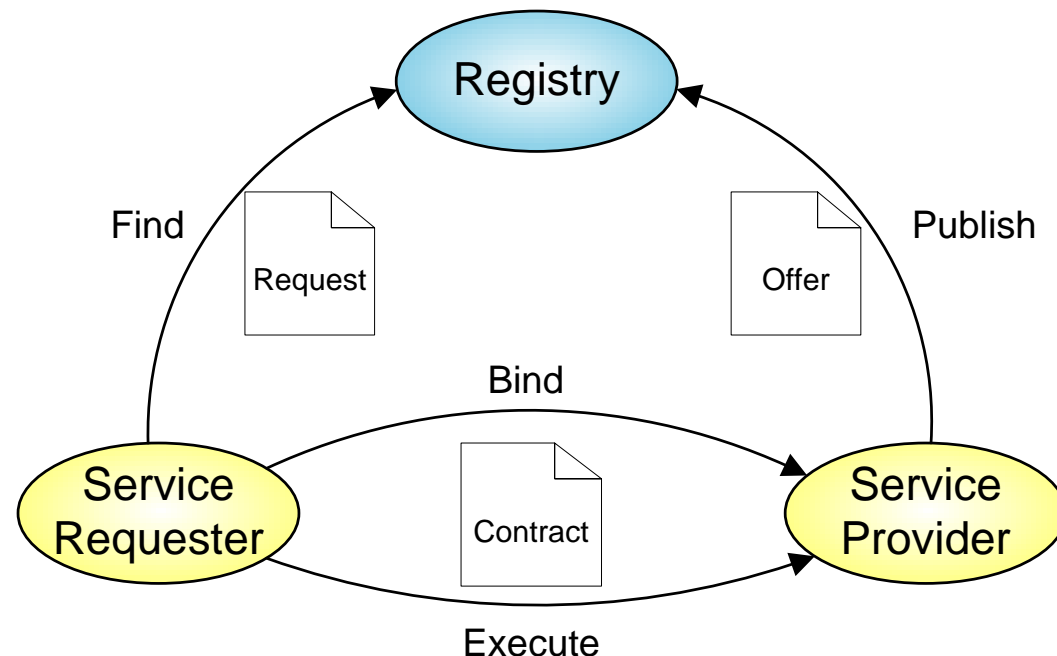 Registry
Find
Publish
Request
Offer
Bind
Service
Requester
Contract
Service
Provider
Execute